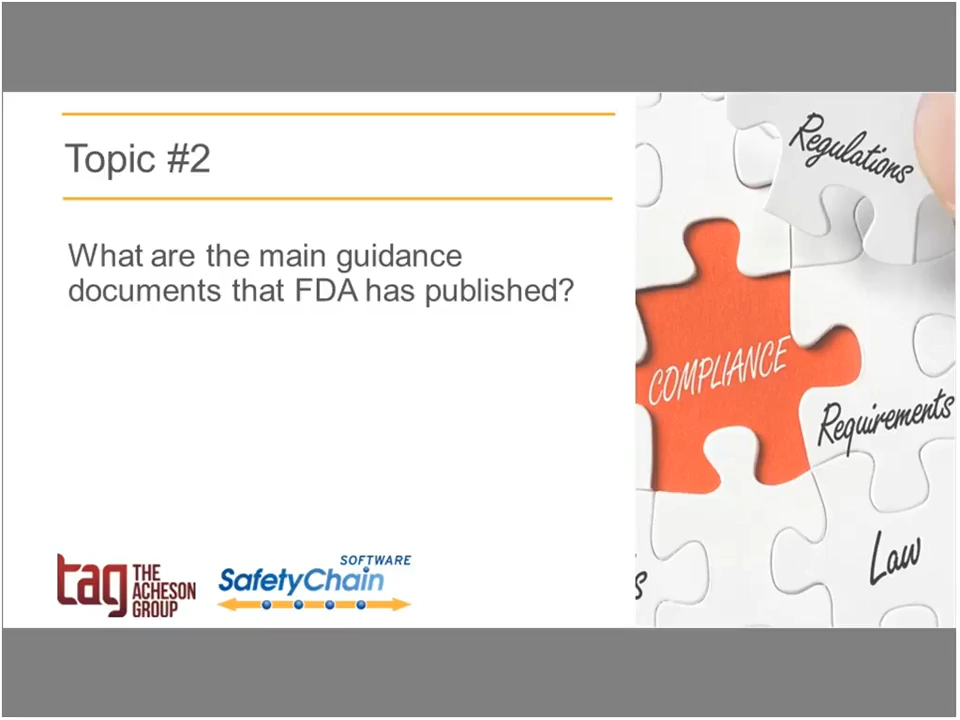 Topic #2
What are the main guidance
documents that FDA has published?
Regulations
COMPLIANCE
Requirements
Law
s
tag THE
ACHESON
GROUP
SOFTWARE
SafetyChain